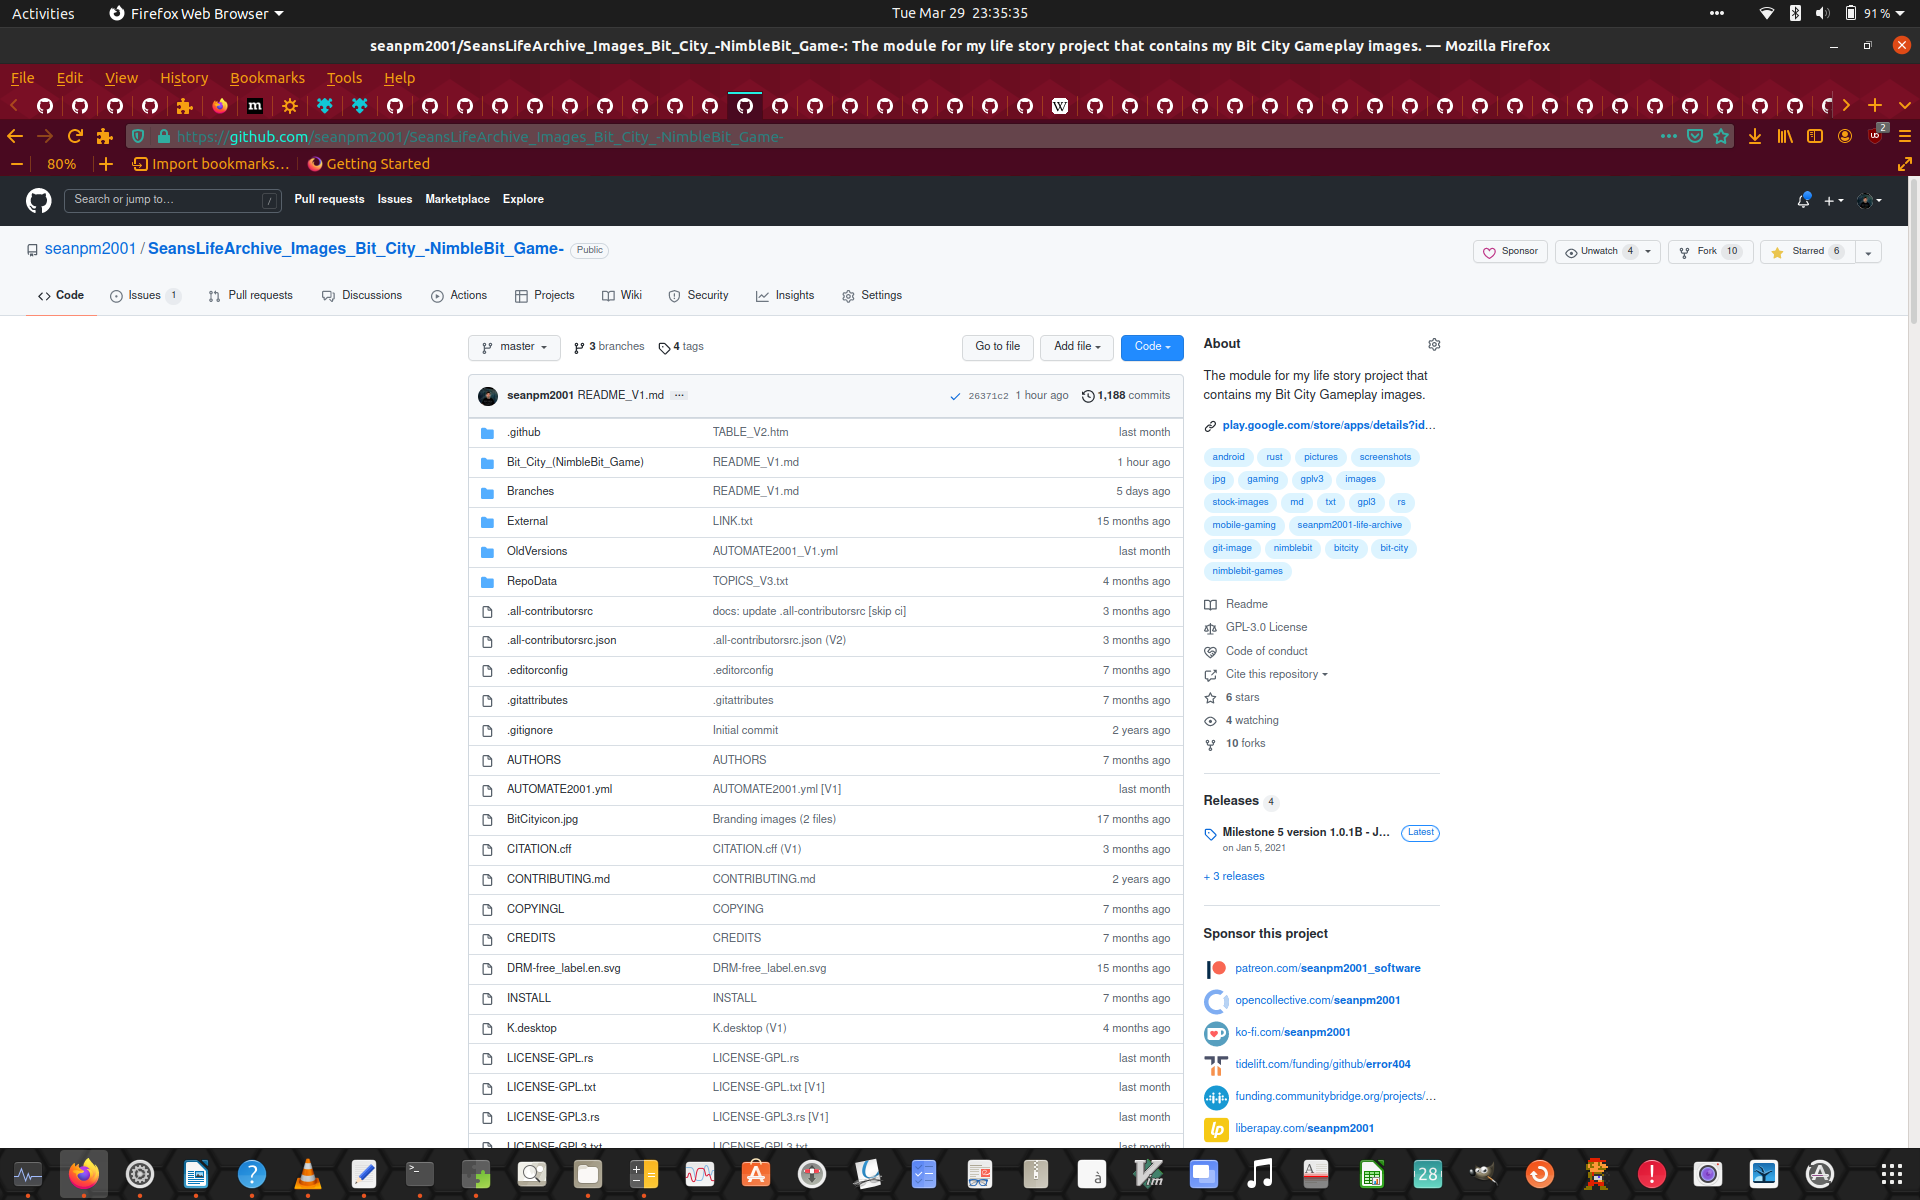 Activities Firefox Web Browser Tue Mar 29 23:35:35 91 %
seanpm2001/SeansLifeArchive_Images_Bit_City_-NimbleBit_Game-: The module for my life story project that contains my Bit City Gameplay images. — Mozilla Firefox
File Edit View History Bookmarks Tools Help
https://github.com/seanpm2001/SeansLifeArchive_Images_Bit_City_-NimbleBit_Game- 2
80% Import bookmarks… Getting Started
Search or jump to… / Pull requests Issues Marketplace Explore
seanpm2001 / SeansLifeArchive_Images_Bit_City_-NimbleBit_Game- Public Sponsor Unwatch 4 Fork 10 Starred 6
Code Issues 1 Pull requests Discussions Actions Projects Wiki Security Insights Settings
master 3 branches 4 tags Go to file Add file Code
seanpm2001 README_V1.md ... 26371c2 1 hour ago 1,188 commits
.github TABLE_V2.htm last month
Bit_City_(NimbleBit_Game) README_V1.md 1 hour ago
Branches README_V1.md 5 days ago
External LINK.txt 15 months ago
OldVersions AUTOMATE2001_V1.yml last month
RepoData TOPICS_V3.txt 4 months ago
.all-contributorsrc docs: update .all-contributorsrc [skip ci] 3 months ago
.all-contributorsrc.json .all-contributorsrc.json (V2) 3 months ago
.editorconfig .editorconfig 7 months ago
.gitattributes .gitattributes 7 months ago
.gitignore Initial commit 2 years ago
AUTHORS AUTHORS 7 months ago
AUTOMATE2001.yml AUTOMATE2001.yml [V1] last month
BitCityicon.jpg Branding images (2 files) 17 months ago
CITATION.cff CITATION.cff (V1) 3 months ago
CONTRIBUTING.md CONTRIBUTING.md 2 years ago
COPYINGL COPYING 7 months ago
CREDITS CREDITS 7 months ago
DRM-free_label.en.svg DRM-free_label.en.svg 15 months ago
INSTALL INSTALL 7 months ago
K.desktop K.desktop (V1) 4 months ago
LICENSE-GPL.rs LICENSE-GPL.rs last month
LICENSE-GPL.txt LICENSE-GPL.txt [V1] last month
LICENSE-GPL3.rs LICENSE-GPL3.rs [V1] last month
LICENSE-GPL3.txt LICENSE-GPL3.txt last month
About
The module for my life story project that
contains my Bit City Gameplay images.
play.google.com/store/apps/details?id…
android rust pictures screenshots
jpg gaming gplv3 images
stock-images md txt gpl3 rs
mobile-gaming seanpm2001-life-archive
git-image nimblebit bitcity bit-city
nimblebit-games
Readme
GPL-3.0 License
Code of conduct
Cite this repository
6 stars
4 watching
10 forks
Releases 4
Milestone 5 version 1.0.1B - J… Latest
on Jan 5, 2021
+ 3 releases
Sponsor this project
patreon.com/seanpm2001_software
opencollective.com/seanpm2001
ko-fi.com/seanpm2001
tidelift.com/funding/github/error404
funding.communitybridge.org/projects/…
liberapay.com/seanpm2001
28